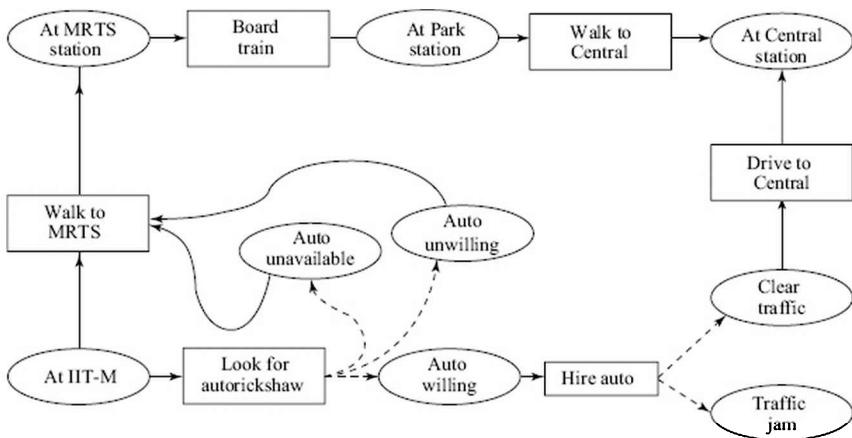 At MRTS
station
Board
train
At Park
station
Walk to
Central
At Central
station
Drive to
Central
Walk to
MRTS
Auto
unavailable
Auto
unwilling
Clear
traffic
At IIT-M
Look for
autorickshaw
Auto
willing
Hire auto
Traffic
jam